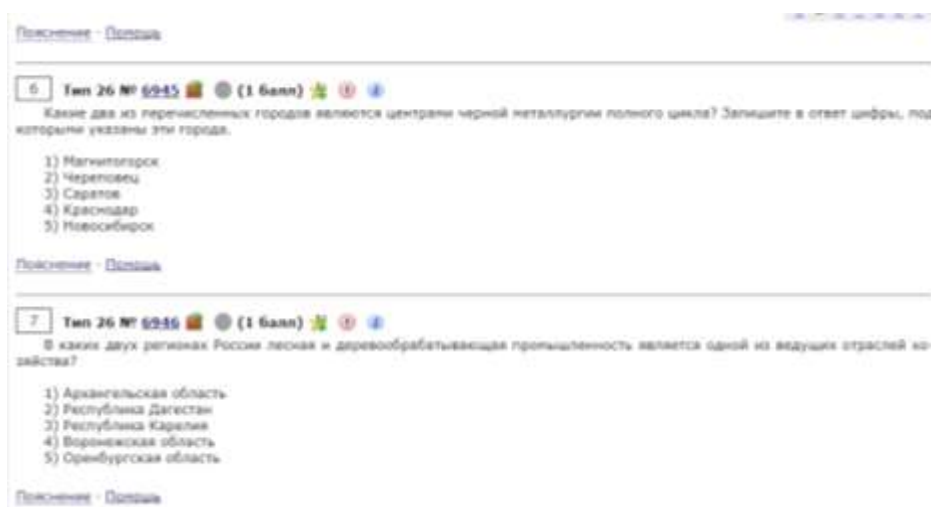 Пояснение · Помощь
6 Тип 26 № 6945 (1 балл)
Какие два из перечисленных городов являются центрами черной металлургии полного цикла? Запишите в ответ цифры, под
которыми указаны эти города.
1) Магнитогорск
2) Череповец
3) Саратов
4) Краснодар
5) Новосибирск
Пояснение · Помощь
7 Тип 26 № 6946 (1 балл)
В каких двух регионах России лесная и деревообрабатывающая промышленность является одной из ведущих отраслей хо-
зяйства?
1) Архангельская область
2) Республика Дагестан
3) Республика Карелия
4) Воронежская область
5) Оренбургская область
Пояснение · Помощь